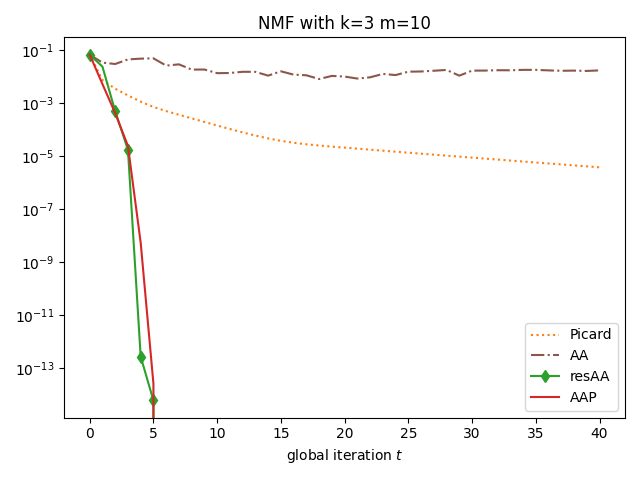 NMF with k=3 m=10
10⁻¹
10⁻³
10⁻⁵
10⁻⁷
10⁻⁹
10⁻¹¹
10⁻¹³
Picard
AA
resAA
AAP
0 5 10 15 20 25 30 35 40
global iteration t